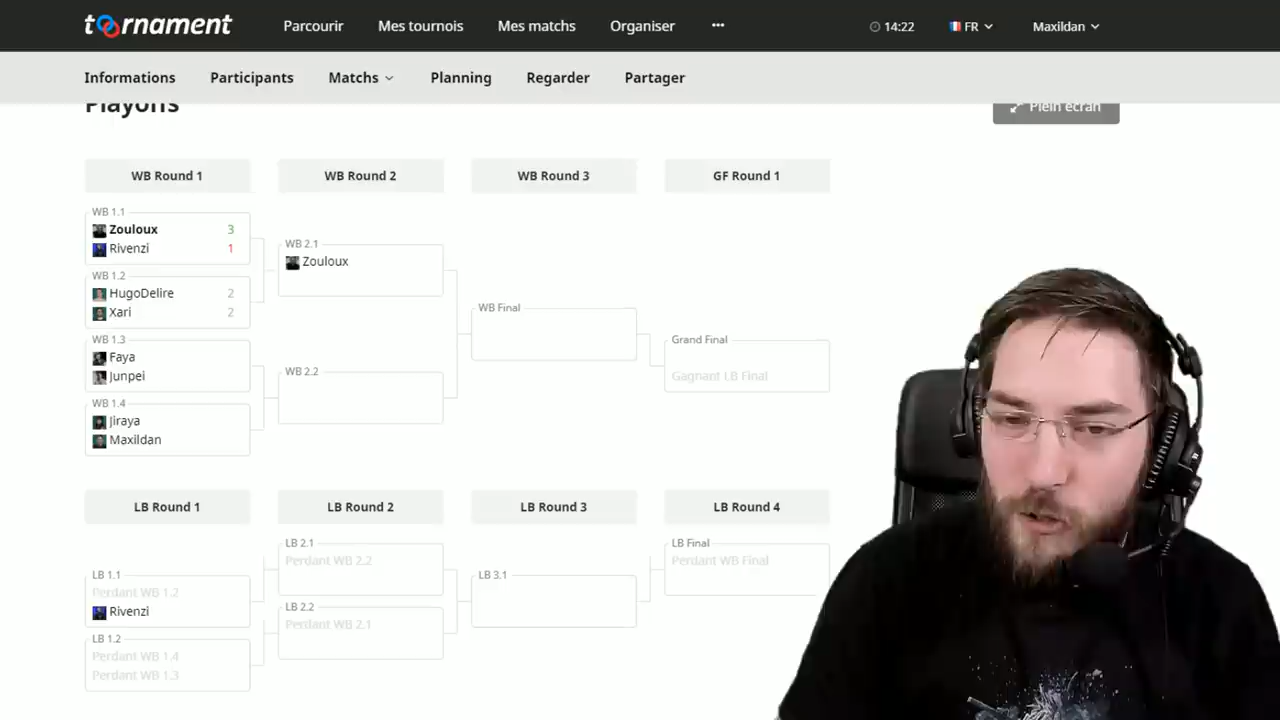 toornament
Parcourir
Mes tournois
Mes matchs
Organiser
14:22
FR
Maxildan
Informations
Participants
Matchs
Planning
Regarder
Partager
Playoffs
Plein écran
WB Round 1
WB Round 2
WB Round 3
GF Round 1
WB 1.1
Zouloux 3
Rivenzi 1
WB 1.2
HugoDelire 2
Xari 2
WB 1.3
Faya
Junpei
WB 1.4
Jiraya
Maxildan
WB 2.1
Zouloux
WB 2.2
WB Final
Grand Final
Gagnant LB Final
LB Round 1
LB Round 2
LB Round 3
LB Round 4
LB 1.1
Perdant WB 1.2
Rivenzi
LB 1.2
Perdant WB 1.4
Perdant WB 1.3
LB 2.1
Perdant WB 2.2
LB 2.2
Perdant WB 2.1
LB 3.1
LB Final
Perdant WB Final